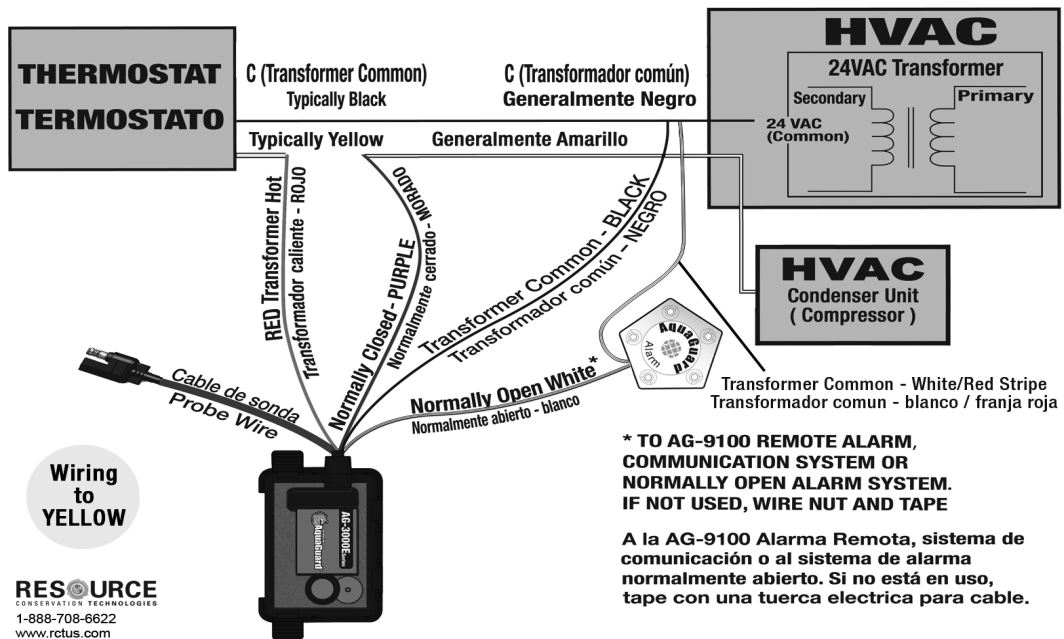 THERMOSTAT
TERMOSTATO
C (Transformer Common)
Typically Black
C (Transformador común)
Generalmente Negro
HVAC
24VAC Transformer
Secondary
Primary
24 VAC
(Common)
Typically Yellow
Generalmente Amarillo
RED Transformer Hot
Transformador caliente - ROJO
Normally Closed - PURPLE
Normalmente cerrado - MORADO
Transformer Common - BLACK
Transformador común - NEGRO
HVAC
Condenser Unit
( Compressor )
AquaGuard
Alarm
Cable de sonda
Probe Wire
Normally Open White*
Normalmente abierto - blanco
Transformer Common - White/Red Stripe
Transformador comun - blanco / franja roja
Wiring
to
YELLOW
AG-3000E Series
AquaGuard
* TO AG-9100 REMOTE ALARM,
COMMUNICATION SYSTEM OR
NORMALLY OPEN ALARM SYSTEM.
IF NOT USED, WIRE NUT AND TAPE
A la AG-9100 Alarma Remota, sistema de
comunicación o al sistema de alarma
normalmente abierto. Si no está en uso,
tape con una tuerca electrica para cable.
RESOURCE
CONSERVATION TECHNOLOGIES
1-888-708-6622
www.rctus.com